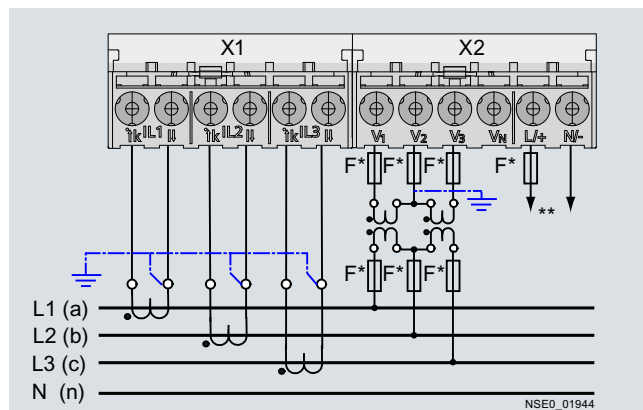 X1 X2
°k IL1 °l °k IL2 °l °k IL3 °l V1 V2 V3 VN L/+ N/-
F* F* F* F*
**
F* F* F*
L1 (a)
L2 (b)
L3 (c)
N (n)
NSE0_01944